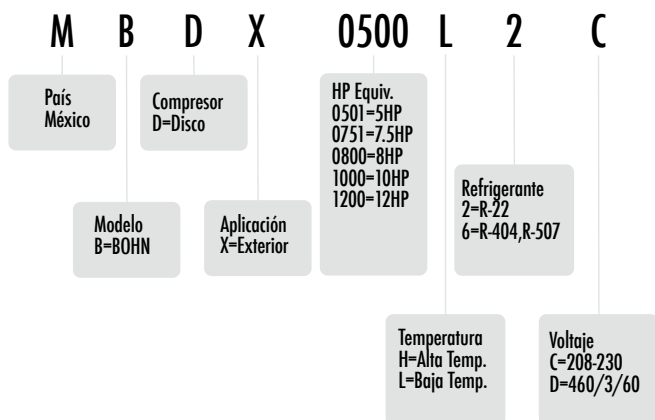 M B D X 0500 L 2 C
País
México
Compresor
D=Disco
HP Equiv.
0501=5HP
0751=7.5HP
0800=8HP
1000=10HP
1200=12HP
Modelo
B=BOHN
Aplicación
X=Exterior
Refrigerante
2=R-22
6=R-404,R-507
Temperatura
H=Alta Temp.
L=Baja Temp.
Voltaje
C=208-230
D=460/3/60